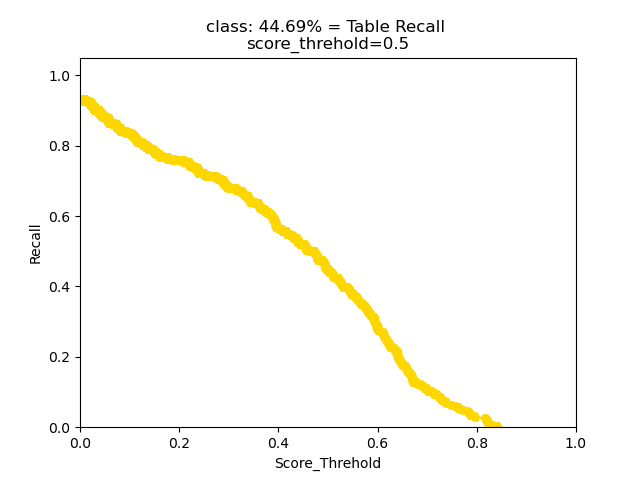 class: 44.69% = Table Recall
score_threhold=0.5
1.0
0.8
0.6
0.4
0.2
0.0
Recall
0.0 0.2 0.4 0.6 0.8 1.0
Score_Threhold